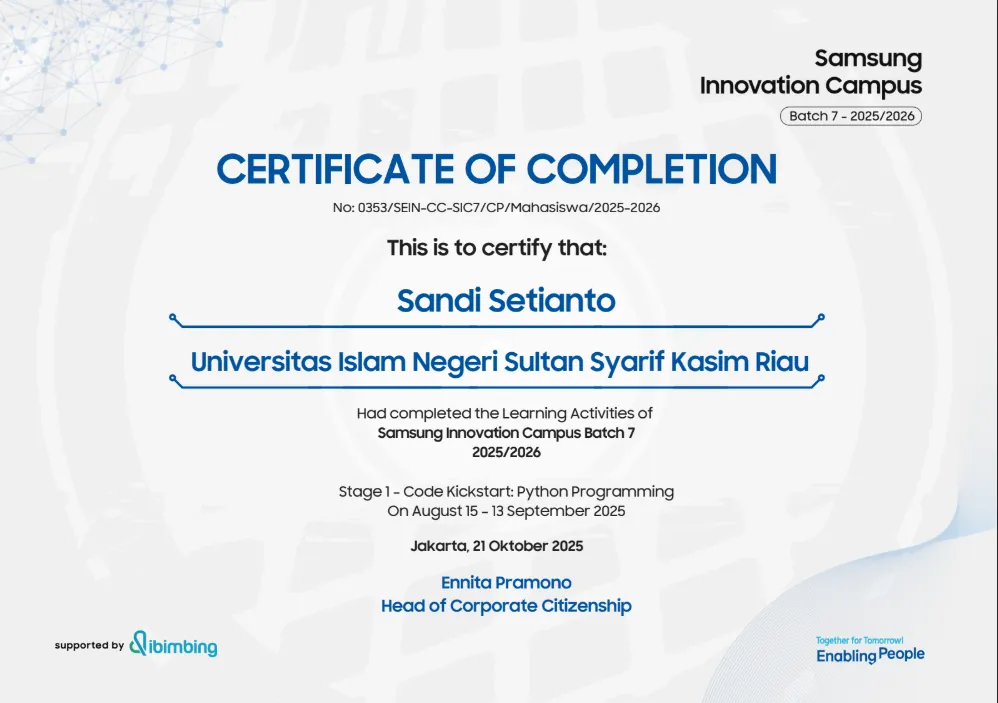 Samsung
Innovation Campus
Batch 7 - 2025/2026
CERTIFICATE OF COMPLETION
No: 0353/SEIN-CC-SIC7/CP/Mahasiswa/2025-2026
This is to certify that:
Sandi Setianto
Universitas Islam Negeri Sultan Syarif Kasim Riau
Had completed the Learning Activities of
Samsung Innovation Campus Batch 7
2025/2026
Stage 1 - Code Kickstart: Python Programming
On August 15 - 13 September 2025
Jakarta, 21 Oktober 2025
Ennita Pramono
Head of Corporate Citizenship
supported by dibimbing
Together for Tomorrow!
Enabling People